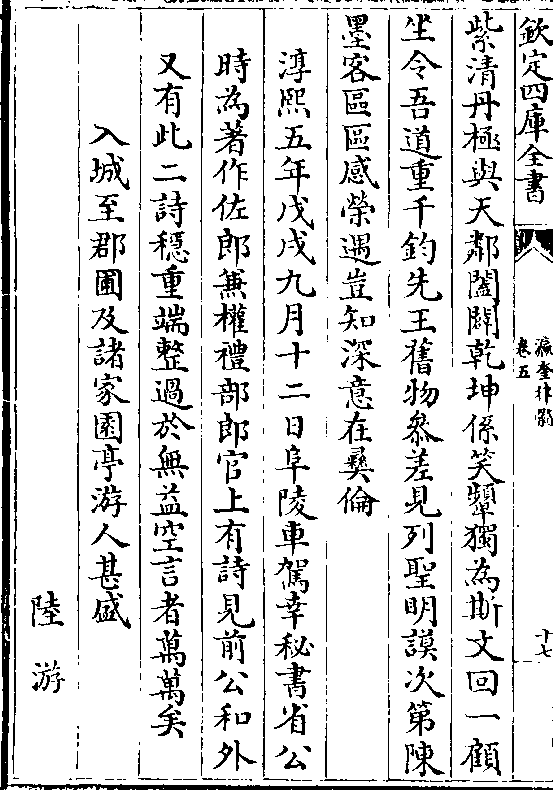 欽定四庫全書
瀛奎律髓
卷五
十七
紫清丹極與天鄰闔闢乾坤係笑顰獨為斯文回一顧
坐令吾道重千鈞先王舊物叅差見列聖明謨次第陳
墨客區區感榮遇豈知深意在彛倫
淳熙五年戊戌九月十二日阜陵車駕幸秘書省公
時為著作佐郎兼權禮部郎官上有詩見前公和外
又有此二詩穩重端整過於無益空言者萬萬矣
入城至郡圃及諸家園亭游人甚盛
陸游